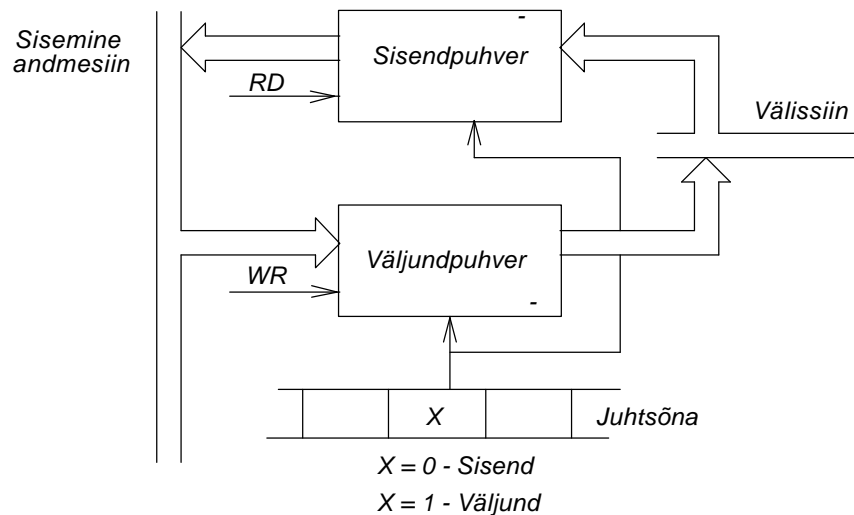 Sisemine
andmesiin
-
Sisendpuhver
RD
Välissiin
Väljundpuhver
WR
-
X
Juhtsõna
X = 0 - Sisend
X = 1 - Väljund